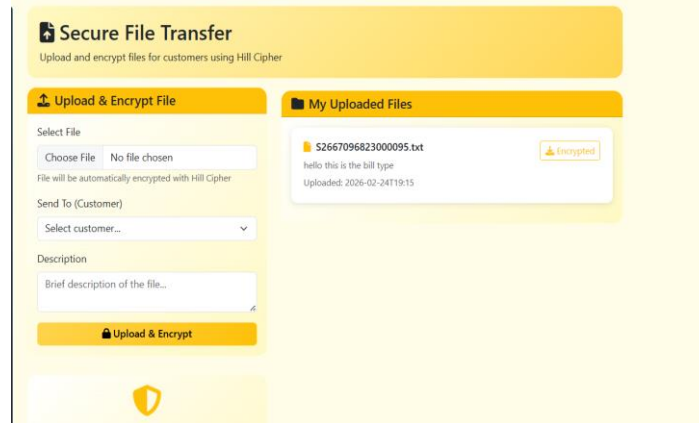 Secure File Transfer
Upload and encrypt files for customers using Hill Cipher
Upload & Encrypt File
Select File
Choose File No file chosen
File will be automatically encrypted with Hill Cipher
Send To (Customer)
Select customer...
Description
Brief description of the file...
Upload & Encrypt
My Uploaded Files
S2667096823000095.txt
Encrypted
hello this is the bill type
Uploaded: 2026-02-24T19:15